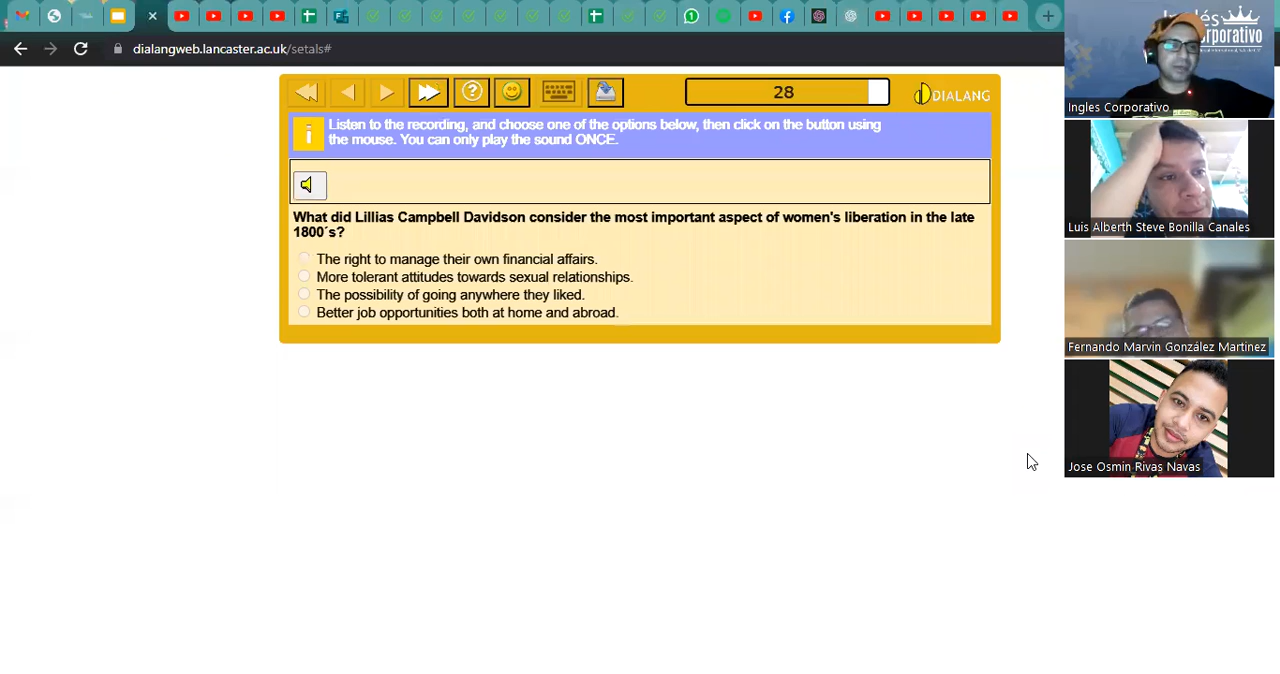 dialangweb.lancaster.ac.uk/setals#
28
DIALANG
i Listen to the recording, and choose one of the options below, then click on the button using
the mouse. You can only play the sound ONCE.
What did Lillias Campbell Davidson consider the most important aspect of women's liberation in the late
1800´s?
The right to manage their own financial affairs.
More tolerant attitudes towards sexual relationships.
The possibility of going anywhere they liked.
Better job opportunities both at home and abroad.
Ingles Corporativo
Luis Alberth Steve Bonilla Canales
Fernando Marvin González Martinez
Jose Osmin Rivas Navas